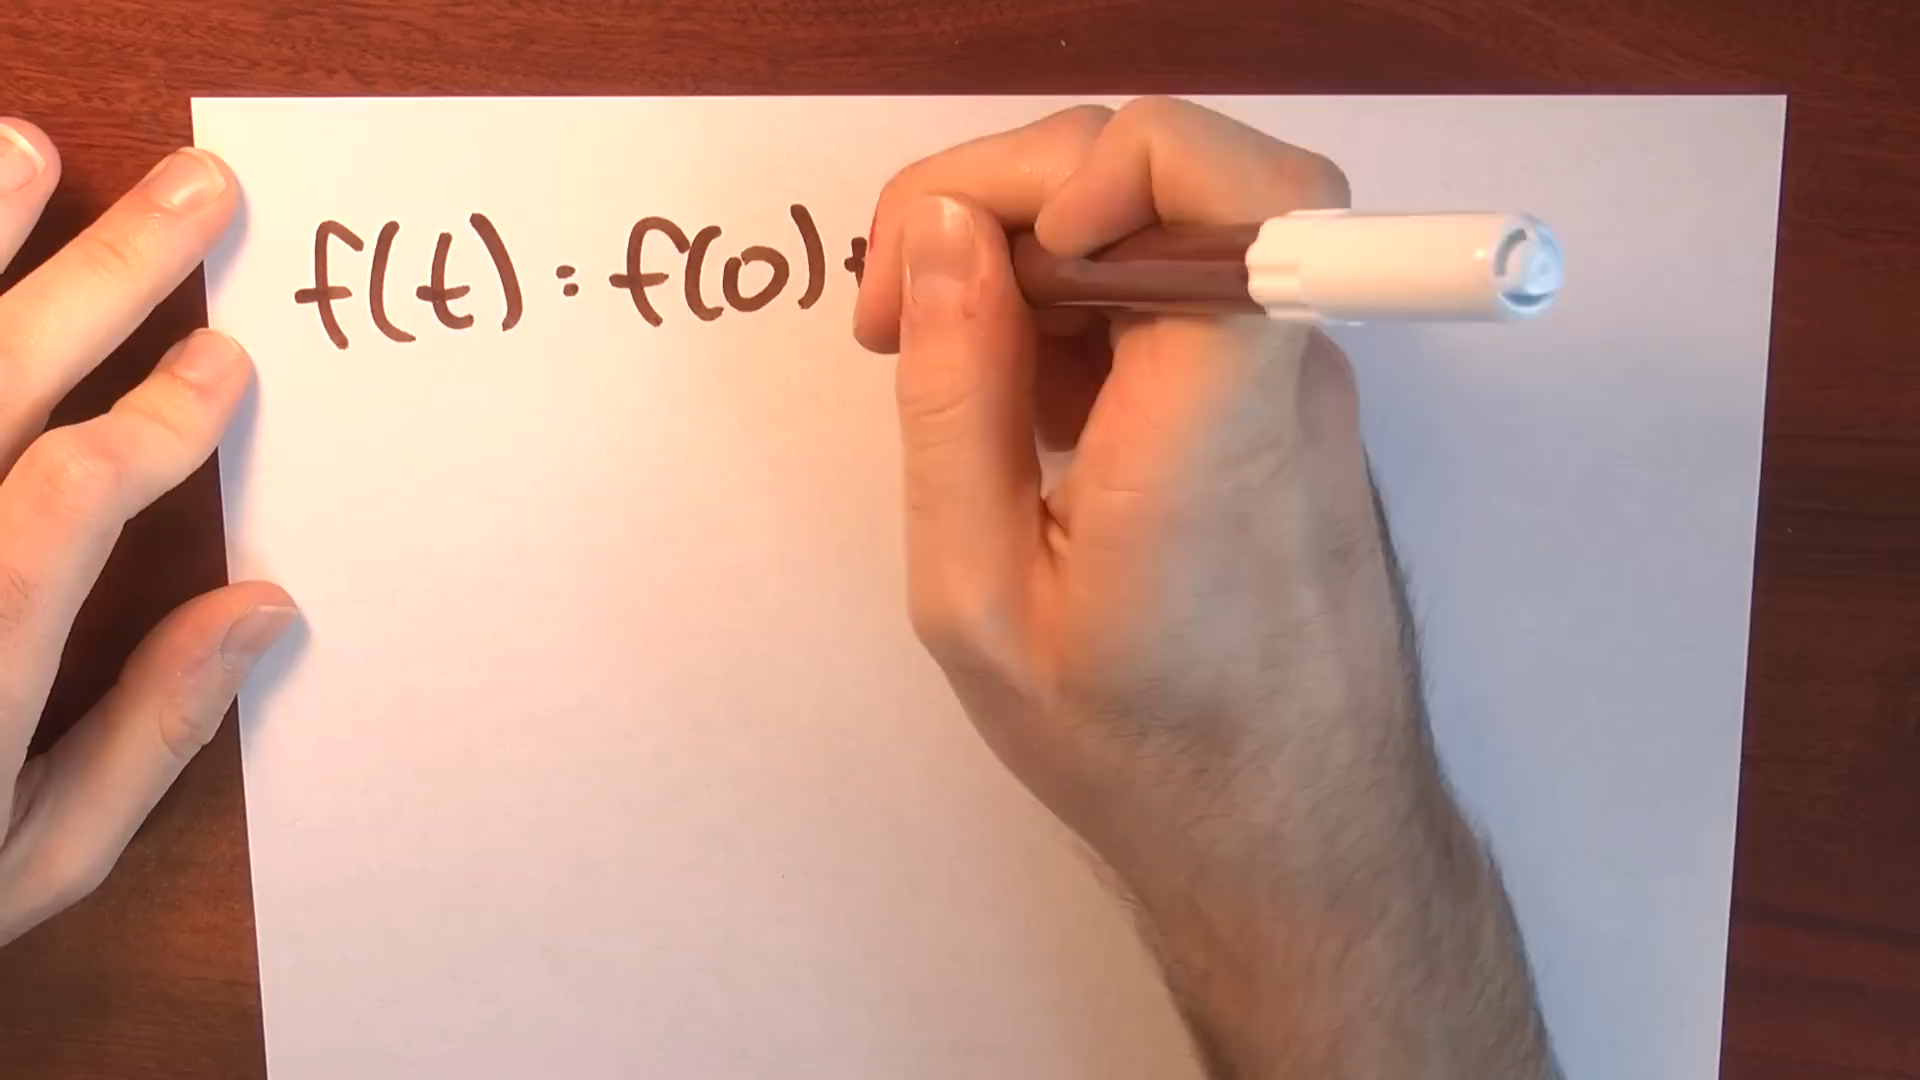 f(t) = f(0) +